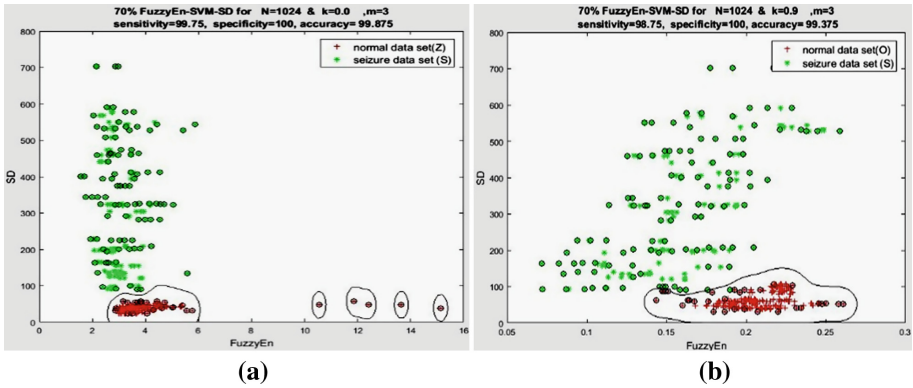 70% FuzzyEn-SVM-SD for N=1024 & k=0.0 ,m=3
sensitivity=99.75, specificity=100, accuracy= 99.875
normal data set(Z)
seizure data set (S)
800
700
600
500
400
300
200
100
0
SD
0 2 4 6 8 10 12 14 16
FuzzyEn
(a)
70% FuzzyEn-SVM-SD for N=1024 & k=0.9 ,m=3
sensitivity=98.75, specificity=100, accuracy= 99.375
normal data set(O)
seizure data set (S)
800
700
600
500
400
300
200
100
0
SD
0.05 0.1 0.15 0.2 0.25 0.3
FuzzyEn
(b)